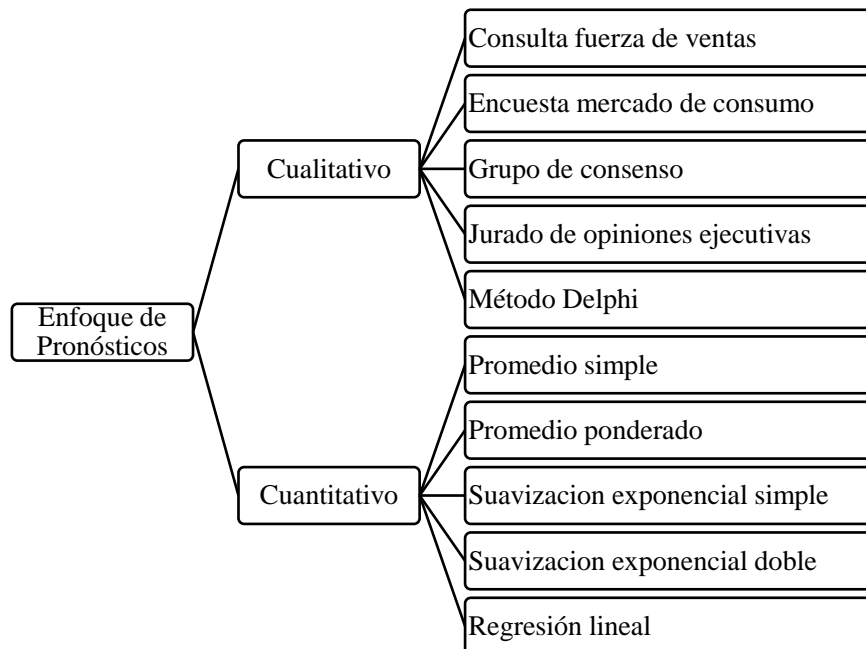 Enfoque de
Pronósticos
Cualitativo
Consulta fuerza de ventas
Encuesta mercado de consumo
Grupo de consenso
Jurado de opiniones ejecutivas
Método Delphi
Cuantitativo
Promedio simple
Promedio ponderado
Suavizacion exponencial simple
Suavizacion exponencial doble
Regresión lineal